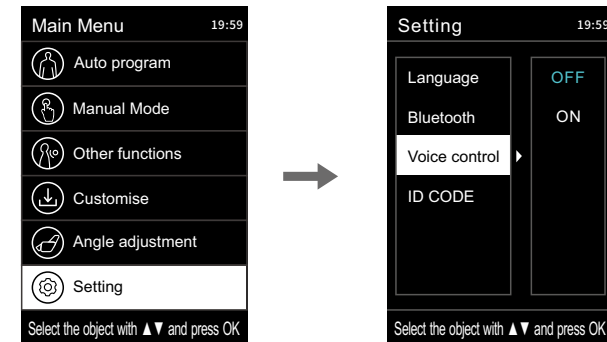 Main Menu 19:59
Auto program
Manual Mode
Other functions
Customise
Angle adjustment
Setting
Select the object with ▲▼ and press OK
Setting 19:59
Language
Bluetooth
Voice control
ID CODE
OFF
ON
Select the object with ▲▼ and press OK